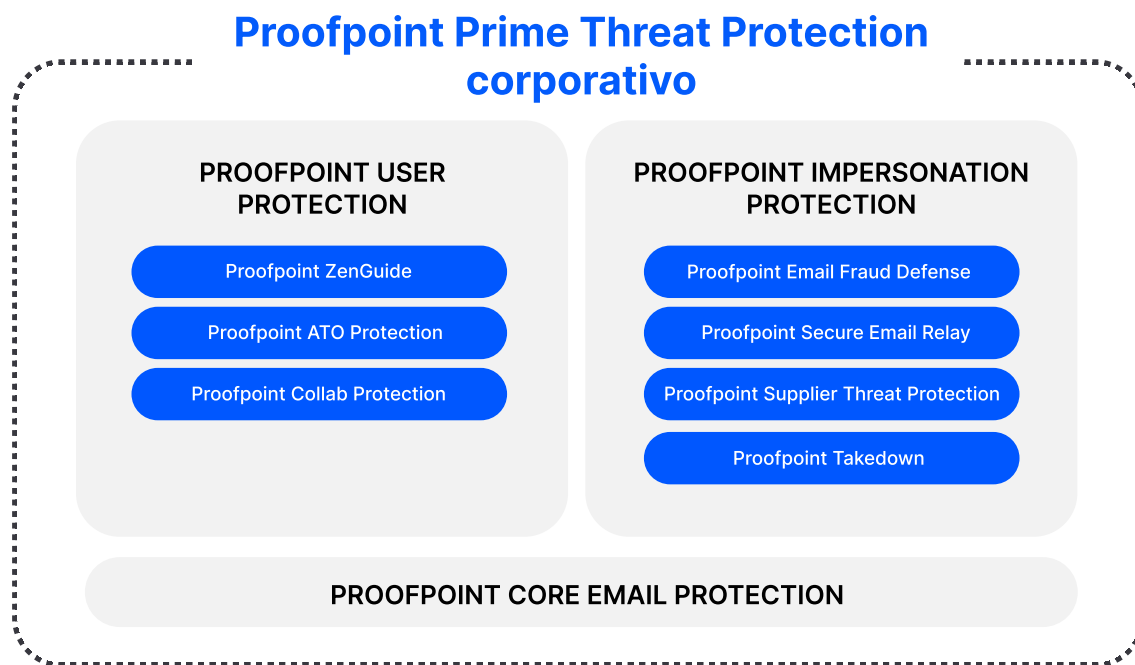 Proofpoint Prime Threat Protection
corporativo
PROOFPOINT USER
PROTECTION
Proofpoint ZenGuide
Proofpoint ATO Protection
Proofpoint Collab Protection
PROOFPOINT IMPERSONATION
PROTECTION
Proofpoint Email Fraud Defense
Proofpoint Secure Email Relay
Proofpoint Supplier Threat Protection
Proofpoint Takedown
PROOFPOINT CORE EMAIL PROTECTION